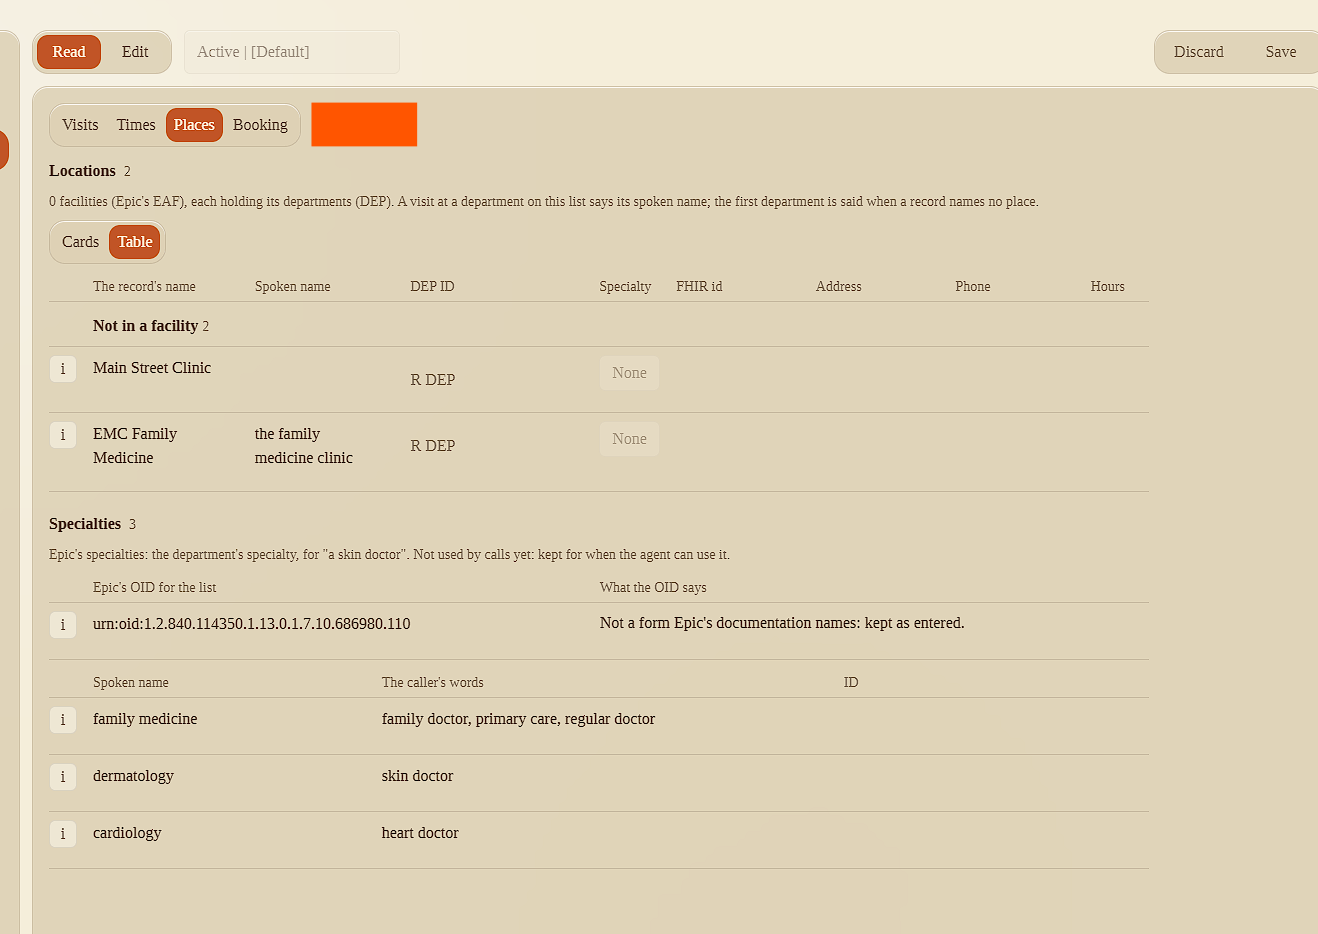 Read Edit Active | [Default] Discard Save
Visits Times Places Booking
Locations 2
0 facilities (Epic's EAF), each holding its departments (DEP). A visit at a department on this list says its spoken name; the first department is said when a record names no place.
Cards Table
The record's name Spoken name DEP ID Specialty FHIR id Address Phone Hours
Not in a facility 2
i Main Street Clinic R DEP None
i EMC Family the family R DEP None
Medicine medicine clinic
Specialties 3
Epic's specialties: the department's specialty, for "a skin doctor". Not used by calls yet: kept for when the agent can use it.
Epic's OID for the list What the OID says
i urn:oid:1.2.840.114350.1.13.0.1.7.10.686980.110 Not a form Epic's documentation names: kept as entered.
Spoken name The caller's words ID
i family medicine family doctor, primary care, regular doctor
i dermatology skin doctor
i cardiology heart doctor